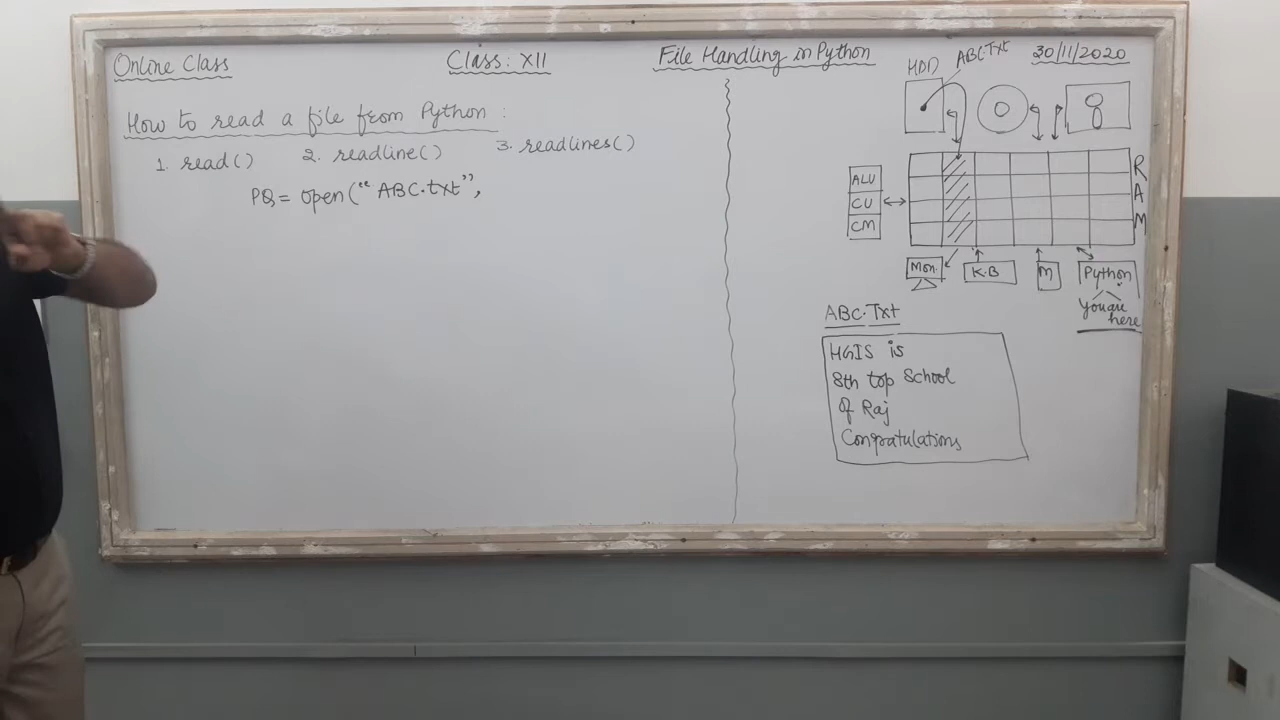 Online Class
Class: XII
File Handling in Python
30/11/2020
How to read a file from Python :
1. read() 2. readline() 3. readlines()
PQ = open("ABC.txt",
HDD
ABC.Txt
ALU
CU
CM
R
A
M
Mon.
K.B
M
Python
You are
here
ABC.Txt
HGIS is
8th top School
Of Raj
Congratulations